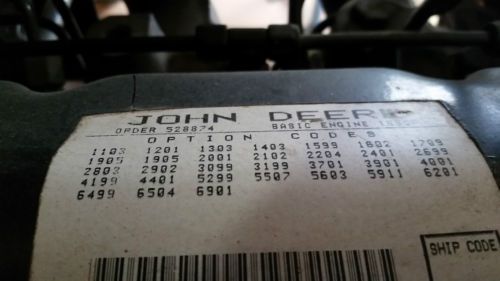 JOHN DEERE
ORDER 528874 BASIC ENGINE
OPTION CODES
1103 1201 1303 1403 1599 1602 1709
1905 1905 2001 2102 2204 2401 2699
2803 2902 3099 3199 3701 3901 4001
4199 4401 5299 5507 5603 5911 6201
6499 6504 6901
SHIP CODE